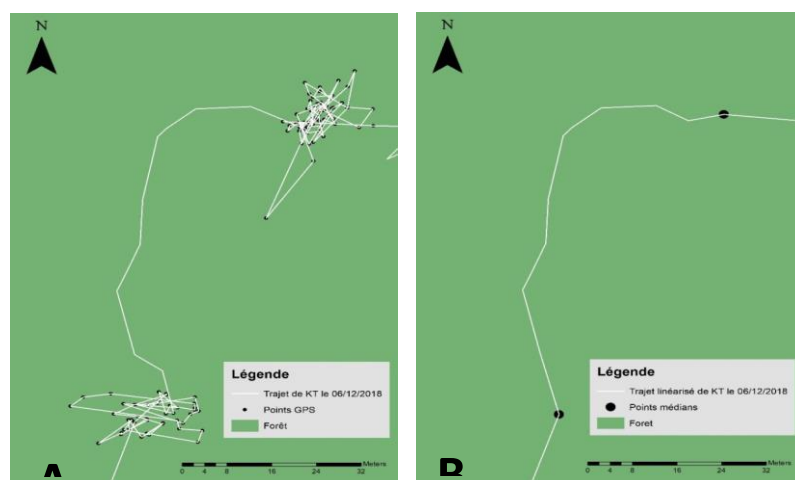 N
Légende
Trajet de KT le 06/12/2018
Points GPS
Forêt
0 4 8 16 24 32 Meters
A
N
Légende
Trajet linéarisé de KT le 06/12/2018
Points médians
Foret
0 4 8 16 24 32 Meters
B